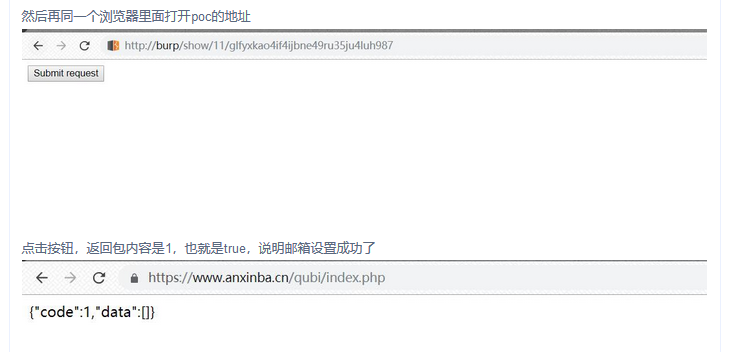 然后再同一个浏览器里面打开poc的地址
http://burp/show/11/glfyxkao4if4ijbne49ru35ju4luh987
Submit request
点击按钮，返回包内容是1，也就是true，说明邮箱设置成功了
https://www.anxinba.cn/qubi/index.php
{"code":1,"data":[]}